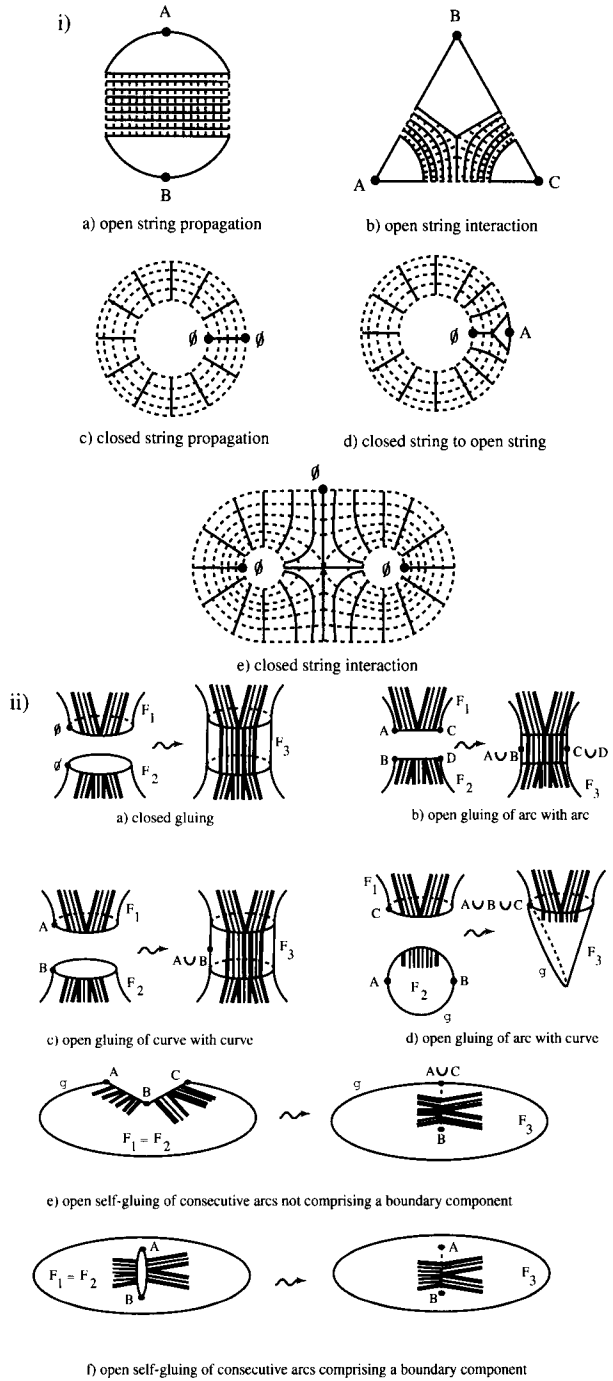 i)
A
B
a) open string propagation
B
A
C
b) open string interaction
ø ø
c) closed string propagation
ø A
d) closed string to open string
ø
ø ø
e) closed string interaction
ii)
ø F1
ø F2
F3
a) closed gluing
F1
A C
B D
F2
A∪B C∪D
F3
b) open gluing of arc with arc
A F1
B F2
A∪B F3
c) open gluing of curve with curve
F1
C
A F2 B
g
A∪B∪C
F3
g
d) open gluing of arc with curve
g A B C
F1 = F2
g A∪C
B
F3
e) open self-gluing of consecutive arcs not comprising a boundary component
F1 = F2 A
B
A
B
F3
f) open self-gluing of consecutive arcs comprising a boundary component